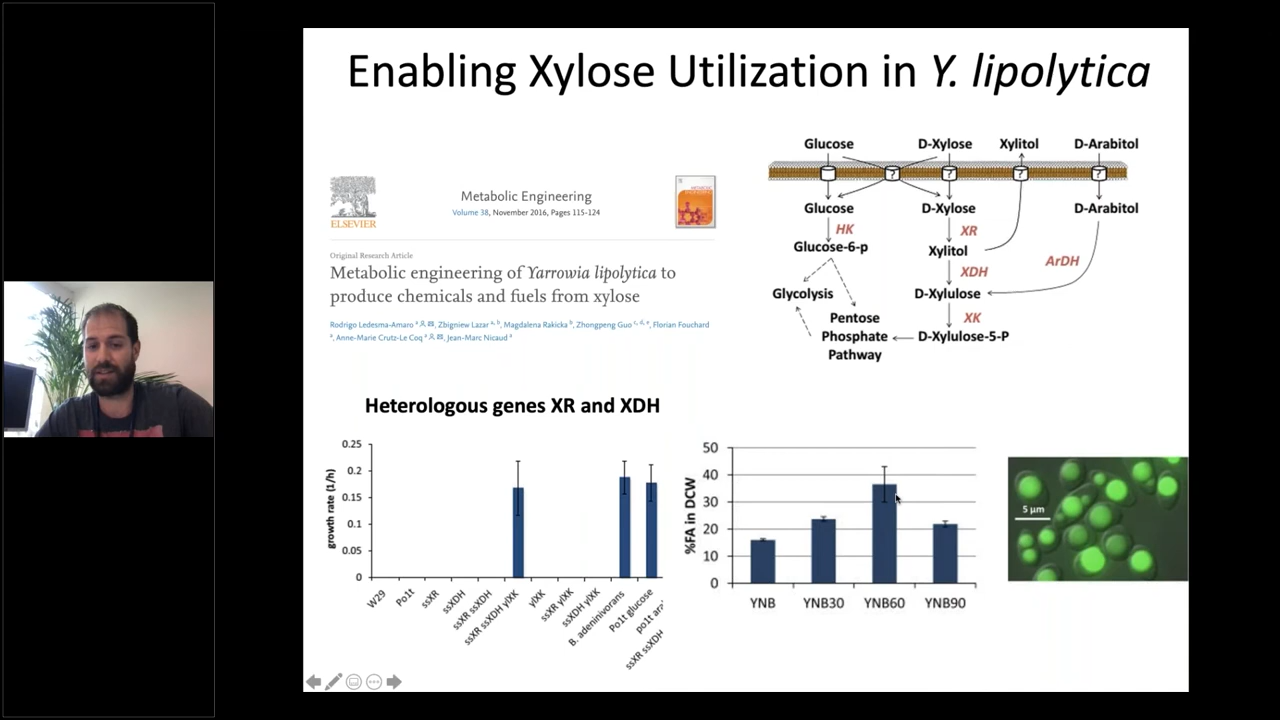 Enabling Xylose Utilization in Y. lipolytica
ELSEVIER
Metabolic Engineering
Volume 38, November 2016, Pages 115-124
Original Research Article
Metabolic engineering of Yarrowia lipolytica to
produce chemicals and fuels from xylose
Rodrigo Ledesma-Amaro a, Zbigniew Lazar a, b, Magdalena Rakicka b, Zhongpeng Guo c, d, e, Florian Fouchard
a, Anne-Marie Crutz-Le Coq a, Jean-Marc Nicaud a
Glucose D-Xylose Xylitol D-Arabitol
? ? ? ?
Glucose D-Xylose D-Arabitol
HK XR
Glucose-6-p Xylitol
XDH ArDH
Glycolysis D-Xylulose
Pentose XK
Phosphate D-Xylulose-5-P
Pathway
Heterologous genes XR and XDH
growth rate (1/h)
0.25
0.2
0.15
0.1
0.05
0
W29
Po1t
ssXR
ssXDH
ssXR ssXDH
ssXR ssXDH ylXK
ylXK
ssXR ylXK
ssXDH ylXK
B. adeninivorans
Po1t glucose
po1t ara
ssXR ssXDH
%FA in DCW
50
40
30
20
10
0
YNB YNB30 YNB60 YNB90
5 µm